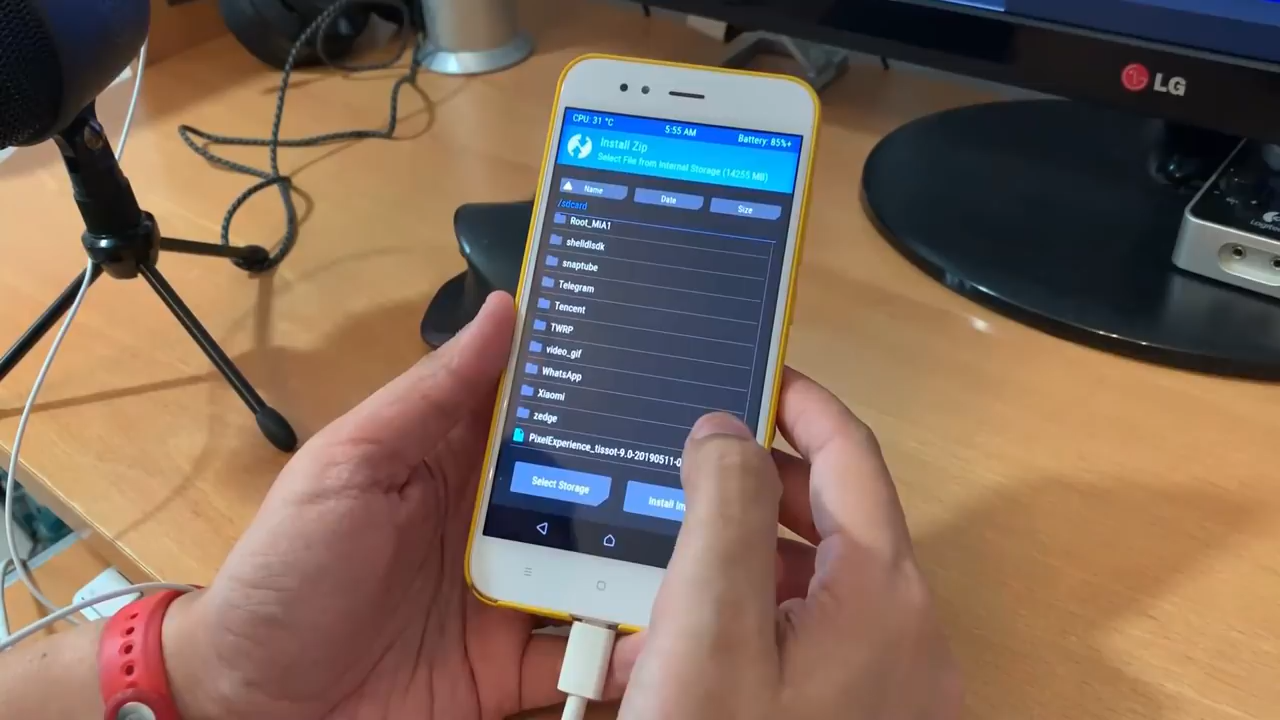 CPU: 31 °C
5:55 AM
Battery: 85%+
Install Zip
Select File from Internal Storage (14255 MB)
Name
Date
Size
/sdcard
Root_MiA1
shelldisdk
snaptube
Telegram
Tencent
TWRP
video_gif
WhatsApp
Xiaomi
zedge
PixelExperience_tissot-9.0-20190511-0
Select Storage
Install Im
LG